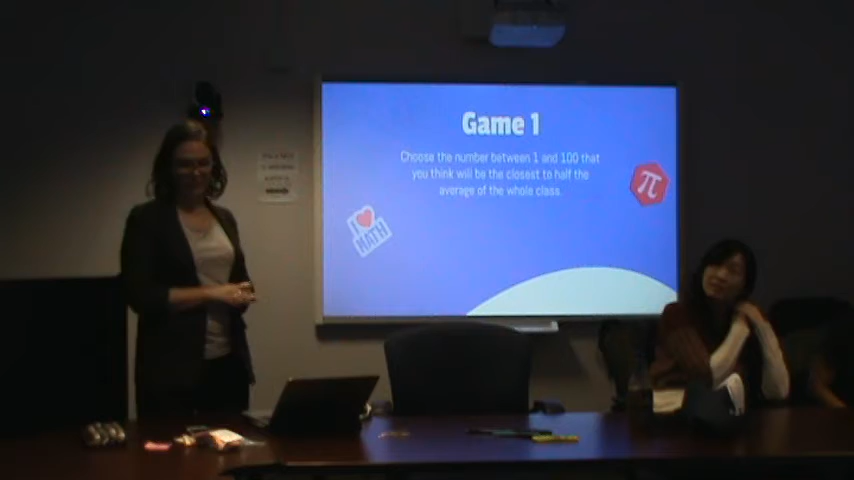 Game 1
Choose the number between 1 and 100 that
you think will be the closest to half the
average of the whole class.
π
I
MATH